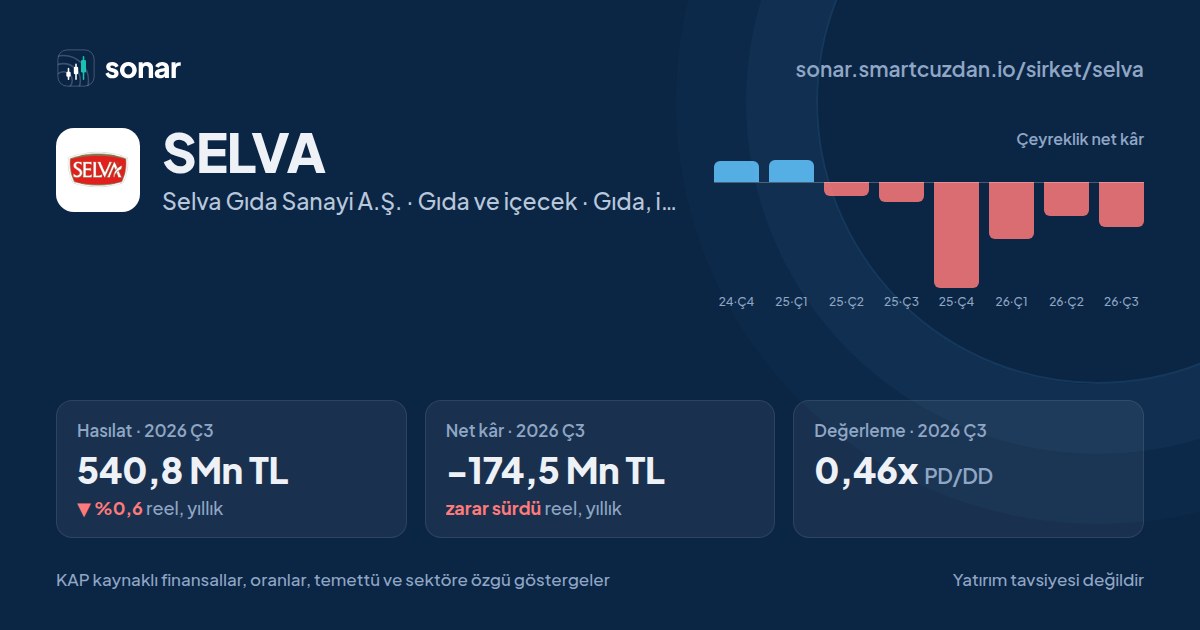 sonar
sonar.smartcuzdan.io/sirket/selva
SELVA
SELVA
Selva Gıda Sanayi A.Ş. · Gıda ve içecek · Gıda, i...
Çeyreklik net kâr
24·Ç4 25·Ç1 25·Ç2 25·Ç3 25·Ç4 26·Ç1 26·Ç2 26·Ç3
Hasılat · 2026 Ç3
540,8 Mn TL
▼ %0,6 reel, yıllık
Net kâr · 2026 Ç3
-174,5 Mn TL
zarar sürdü reel, yıllık
Değerleme · 2026 Ç3
0,46x PD/DD
KAP kaynaklı finansallar, oranlar, temettü ve sektöre özgü göstergeler
Yatırım tavsiyesi değildir